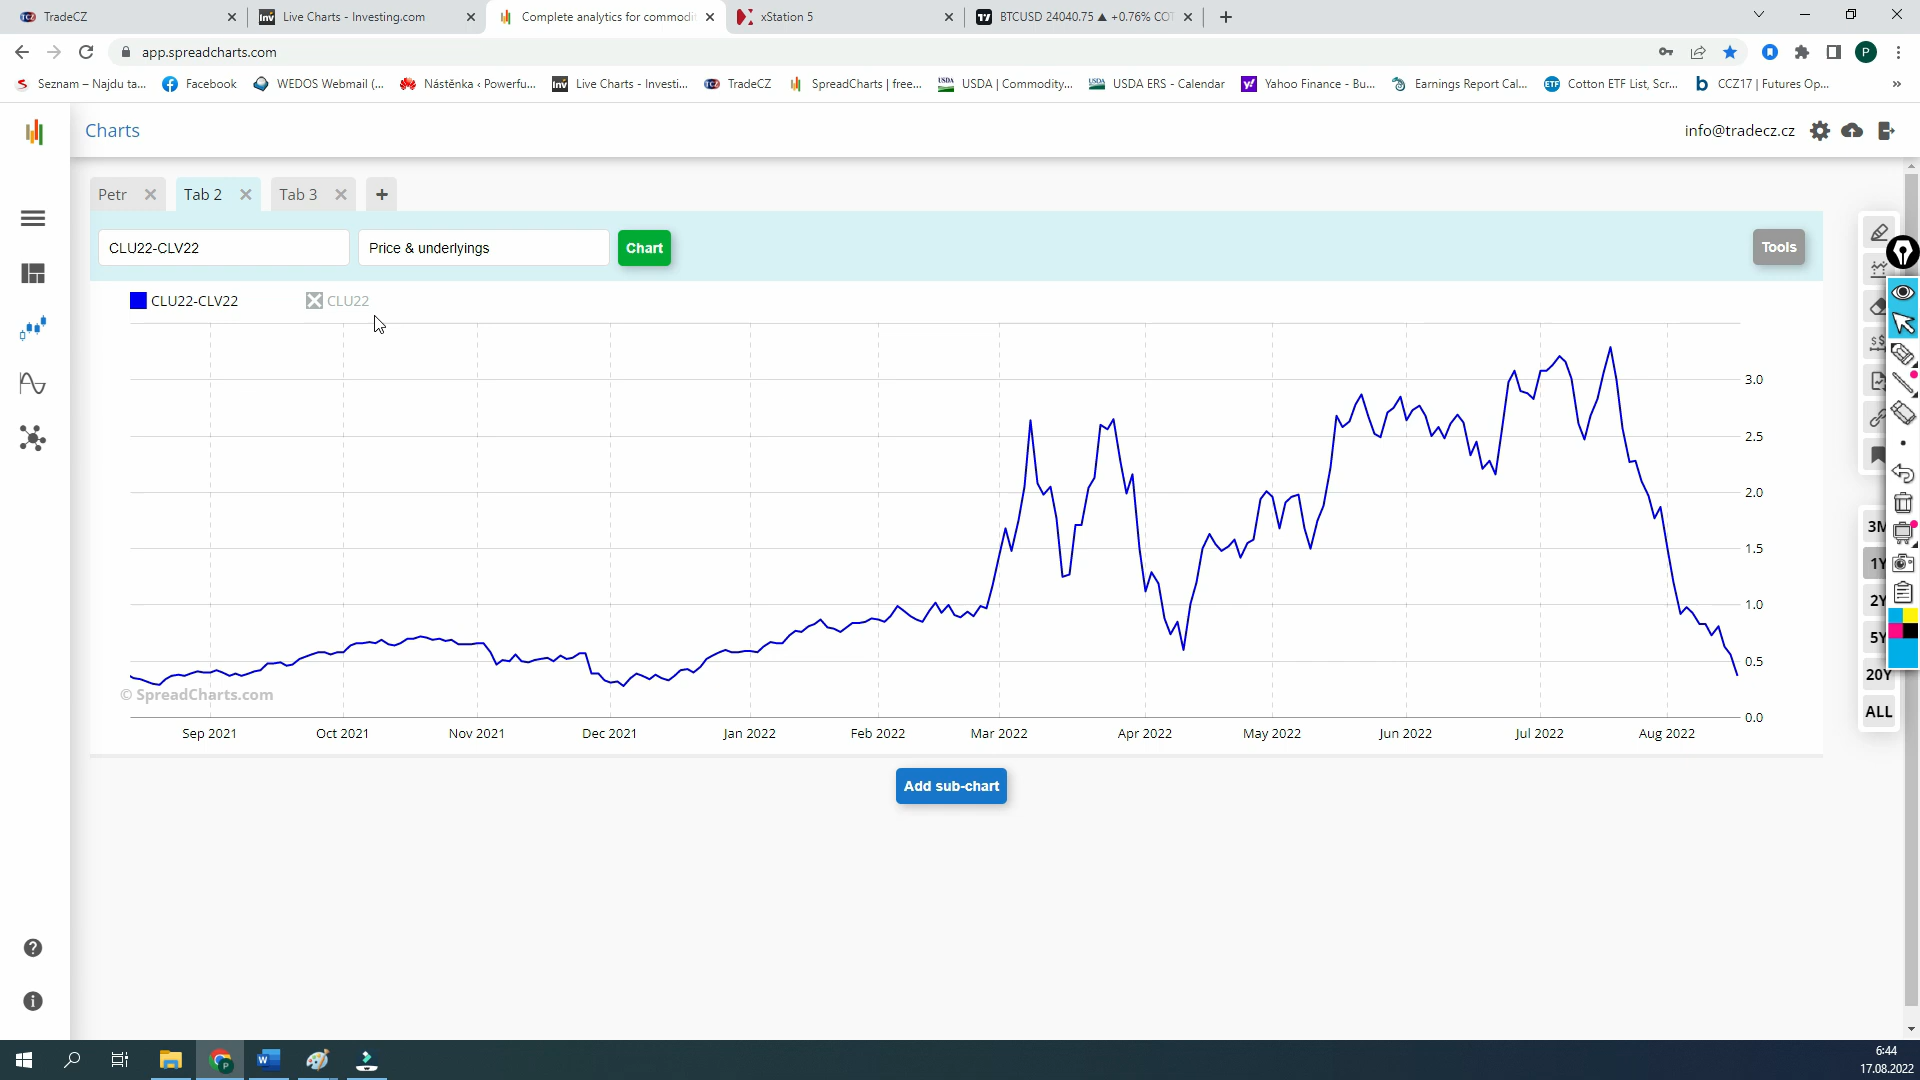 TradeCZ
Live Charts - Investing.com
Complete analytics for commodi
xStation 5
BTCUSD 24040.75 ▲ +0.76% COT
app.spreadcharts.com
P
Seznam – Najdu ta...
Facebook
WEDOS Webmail (...
Nástěnka ‹ Powerfu...
Live Charts - Investi...
TradeCZ
SpreadCharts | free...
USDA | Commodity...
USDA ERS - Calendar
Yahoo Finance - Bu...
Earnings Report Cal...
Cotton ETF List, Scr...
CCZ17 | Futures Op...
»
Charts
info@tradecz.cz
Petr
Tab 2
Tab 3
+
CLU22-CLV22
Price & underlyings
Chart
Tools
CLU22-CLV22
CLU22
3.0
2.5
2.0
1.5
1.0
0.5
0.0
© SpreadCharts.com
Sep 2021
Oct 2021
Nov 2021
Dec 2021
Jan 2022
Feb 2022
Mar 2022
Apr 2022
May 2022
Jun 2022
Jul 2022
Aug 2022
3M
1Y
2Y
5Y
20Y
ALL
Add sub-chart
6:44
17.08.2022